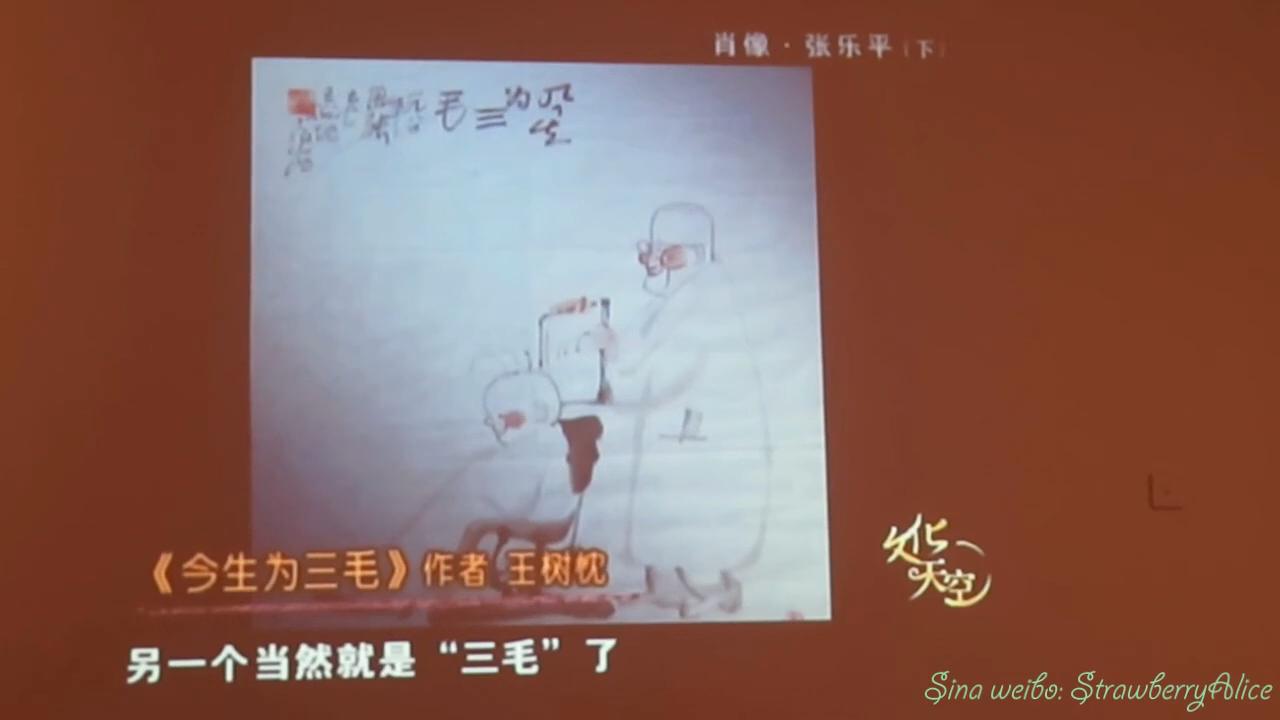 肖像·张乐平（下）
为
三毛
《今生为三毛》作者 王树忱
文化
天空
另一个当然就是“三毛”了
Sina weibo: StrawberryAlice